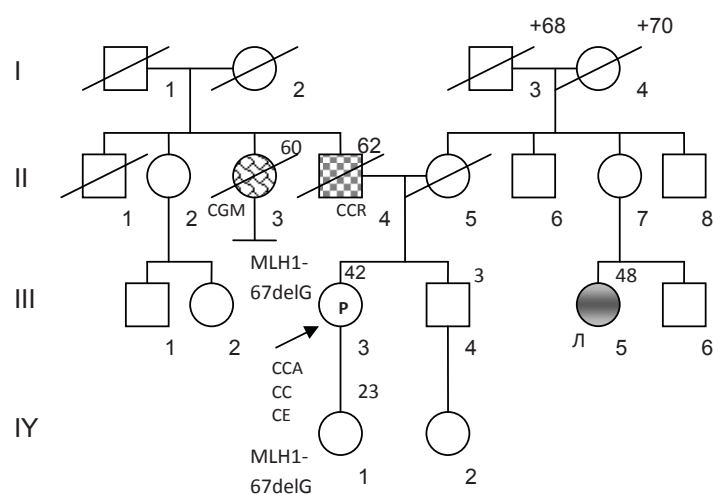 +68
+70
I
1
2
3
4
60
62
II
CGM
CCR
1
2
3
4
5
6
7
8
MLH1-
67delG
42
3
48
III
P
Л
1
2
3
4
5
6
CCA
CC
CE
23
IY
MLH1-
67delG
1
2